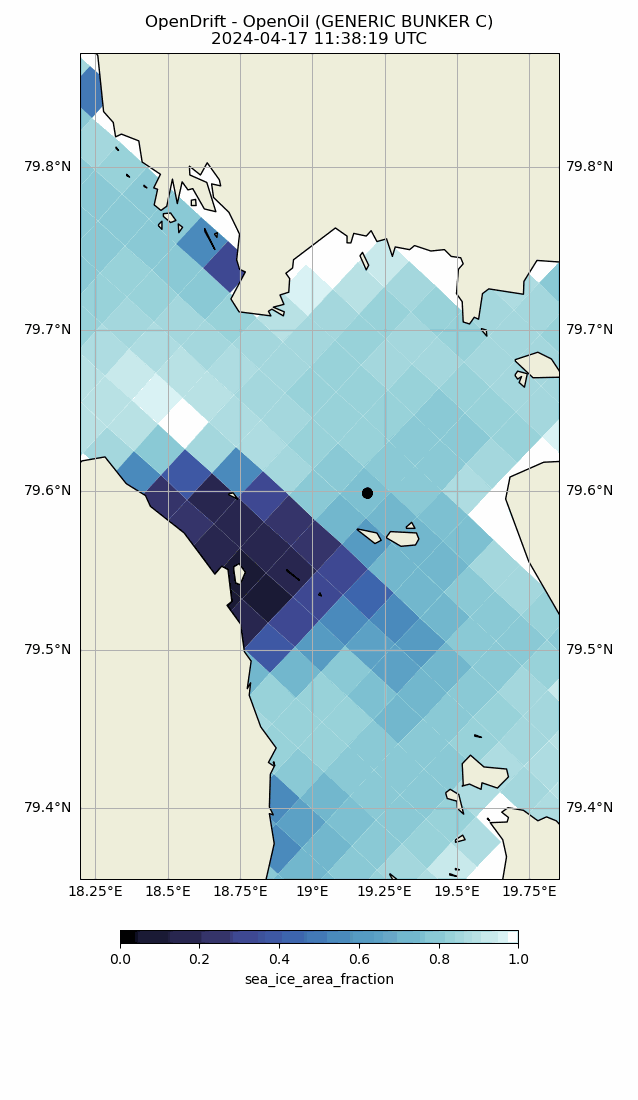 OpenDrift - OpenOil (GENERIC BUNKER C)
2024-04-17 11:38:19 UTC
79.8°N 79.8°N
79.7°N 79.7°N
79.6°N 79.6°N
79.5°N 79.5°N
79.4°N 79.4°N
18.25°E 18.5°E 18.75°E 19°E 19.25°E 19.5°E 19.75°E
0.0 0.2 0.4 0.6 0.8 1.0
sea_ice_area_fraction